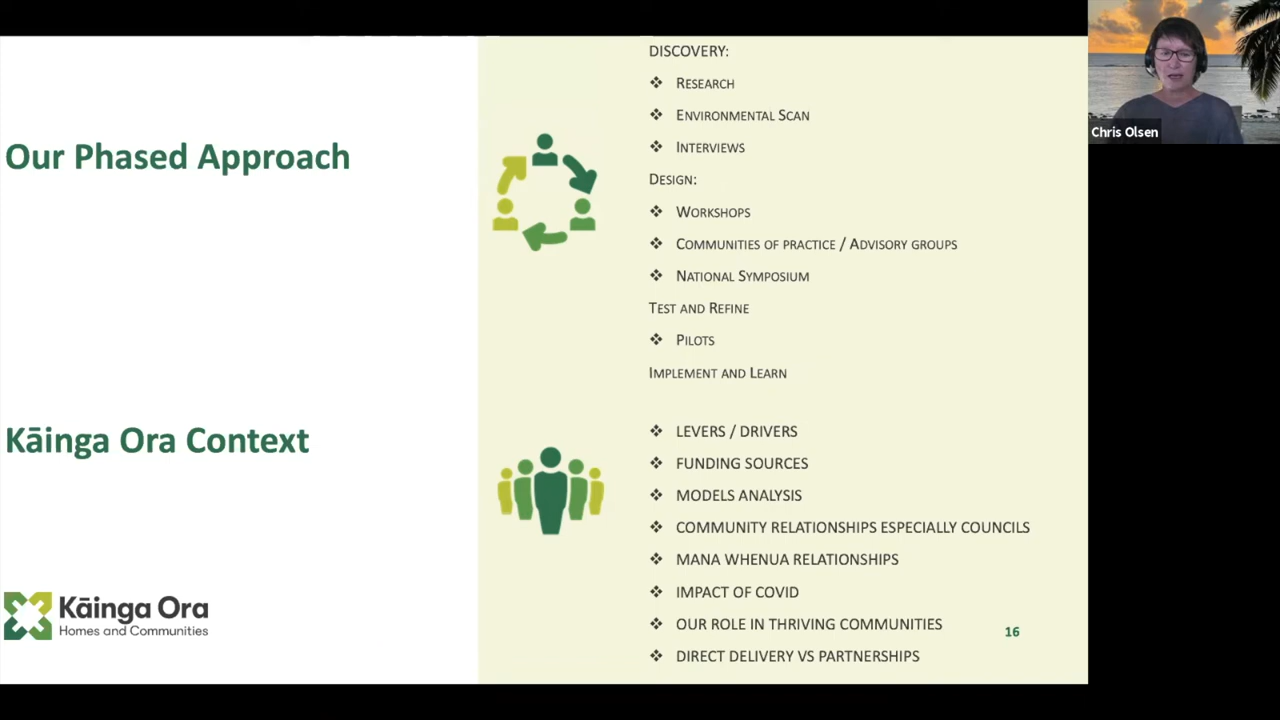 Our Phased Approach
DISCOVERY:
❖ RESEARCH
❖ ENVIRONMENTAL SCAN
❖ INTERVIEWS
DESIGN:
❖ WORKSHOPS
❖ COMMUNITIES OF PRACTICE / ADVISORY GROUPS
❖ NATIONAL SYMPOSIUM
TEST AND REFINE
❖ PILOTS
IMPLEMENT AND LEARN
Kāinga Ora Context
❖ LEVERS / DRIVERS
❖ FUNDING SOURCES
❖ MODELS ANALYSIS
❖ COMMUNITY RELATIONSHIPS ESPECIALLY COUNCILS
❖ MANA WHENUA RELATIONSHIPS
❖ IMPACT OF COVID
❖ OUR ROLE IN THRIVING COMMUNITIES
❖ DIRECT DELIVERY VS PARTNERSHIPS
Kāinga Ora
Homes and Communities
16
Chris Olsen